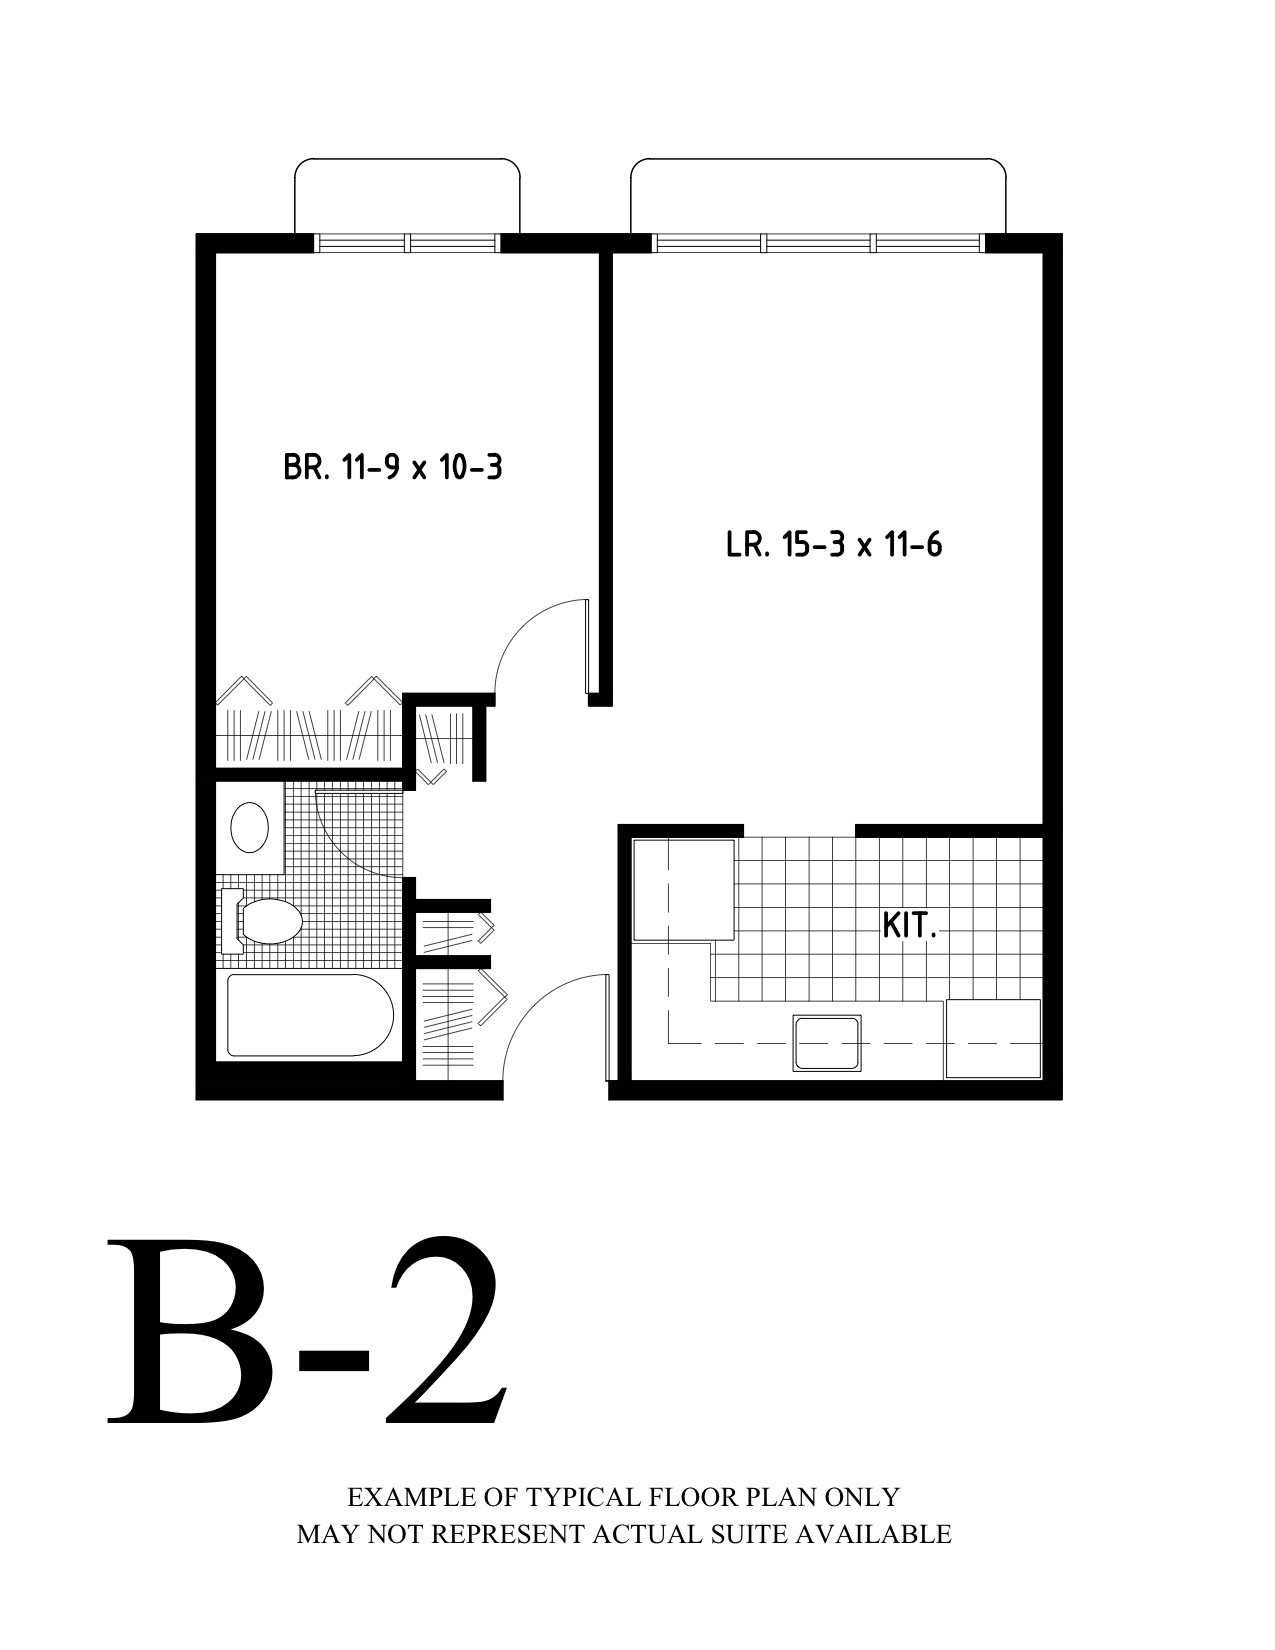 BR. 11-9 x 10-3
LR. 15-3 x 11-6
KIT.
B-2
EXAMPLE OF TYPICAL FLOOR PLAN ONLY
MAY NOT REPRESENT ACTUAL SUITE AVAILABLE